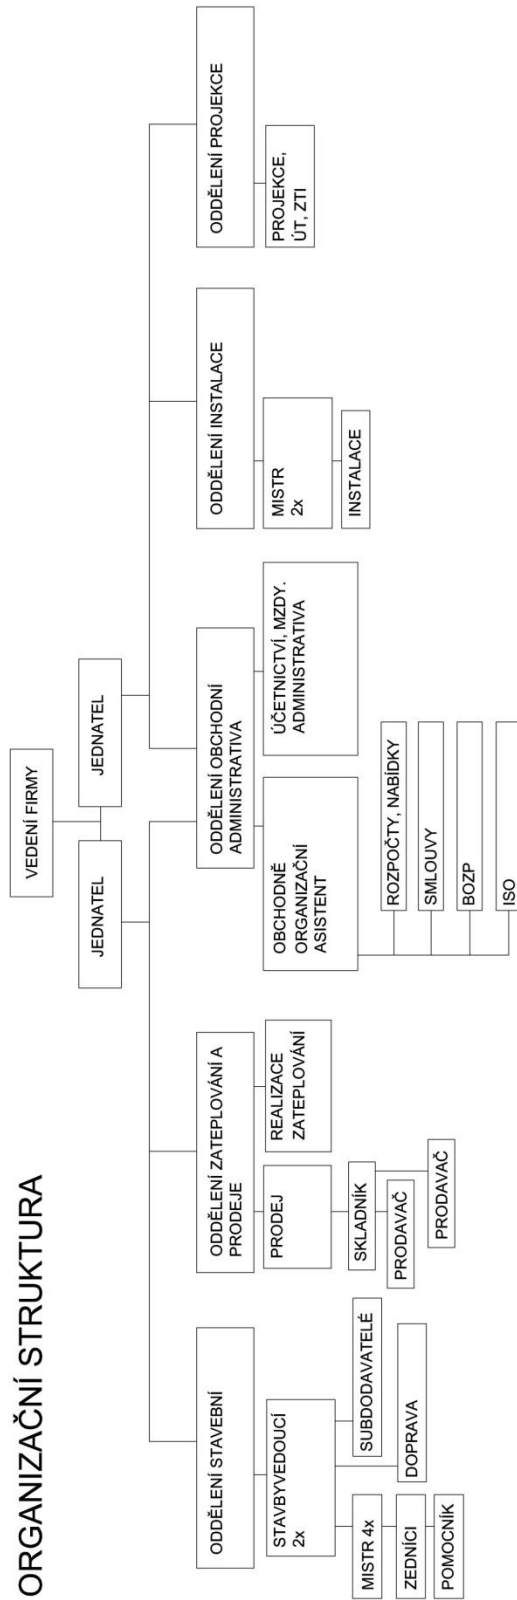 ORGANIZAČNÍ STRUKTURA
VEDENÍ FIRMY
JEDNATEL
JEDNATEL
ODDĚLENÍ STAVEBNÍ
STAVBYVEDOUCÍ
2x
MISTR 4x
ZEDNÍCI
POMOCNÍK
DOPRAVA
SUBDODAVATELÉ
ODDĚLENÍ ZATEPLOVÁNÍ A
PRODEJE
PRODEJ
SKLADNÍK
PRODAVAČ
PRODAVAČ
REALIZACE
ZATEPLOVÁNÍ
ODDĚLENÍ OBCHODNÍ
ADMINISTRATIVA
OBCHODNĚ
ORGANIZAČNÍ
ASISTENT
ROZPOČTY, NABÍDKY
SMLOUVY
BOZP
ISO
ÚČETNICTVÍ, MZDY.
ADMINISTRATIVA
ODDĚLENÍ INSTALACE
MISTR
2x
INSTALACE
ODDĚLENÍ PROJEKCE
PROJEKCE,
ÚT, ZTI